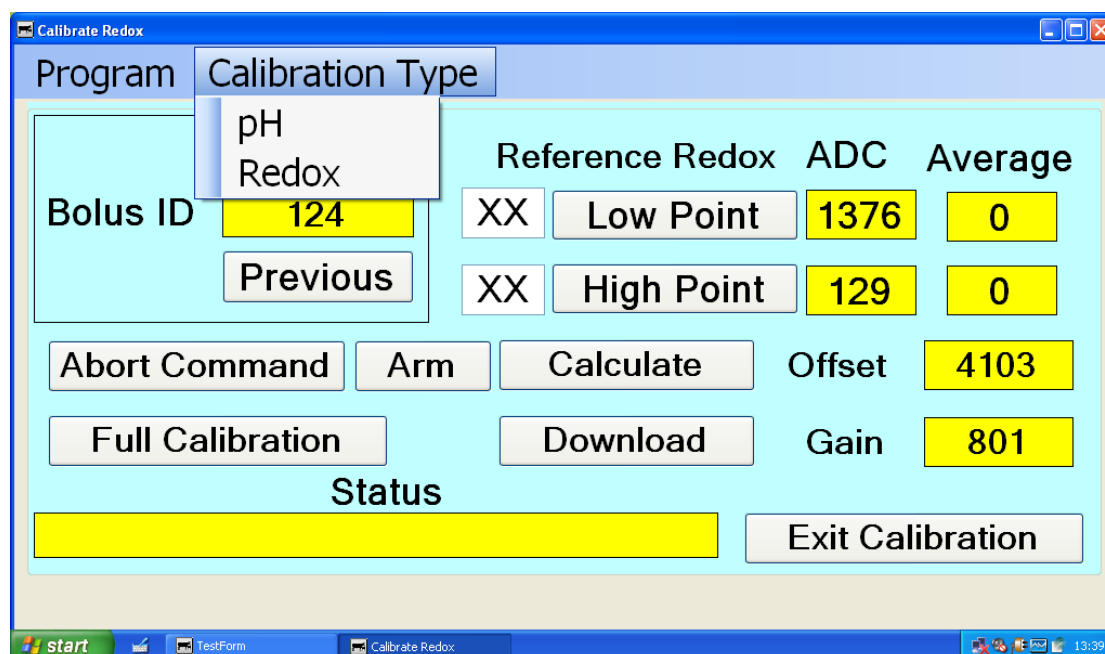 Calibrate Redox
Program Calibration Type
pH
Redox
Reference Redox ADC Average
Bolus ID 124 XX Low Point 1376 0
Previous XX High Point 129 0
Abort Command Arm Calculate Offset 4103
Full Calibration Download Gain 801
Status
Exit Calibration
start TestForm Calibrate Redox 13:39